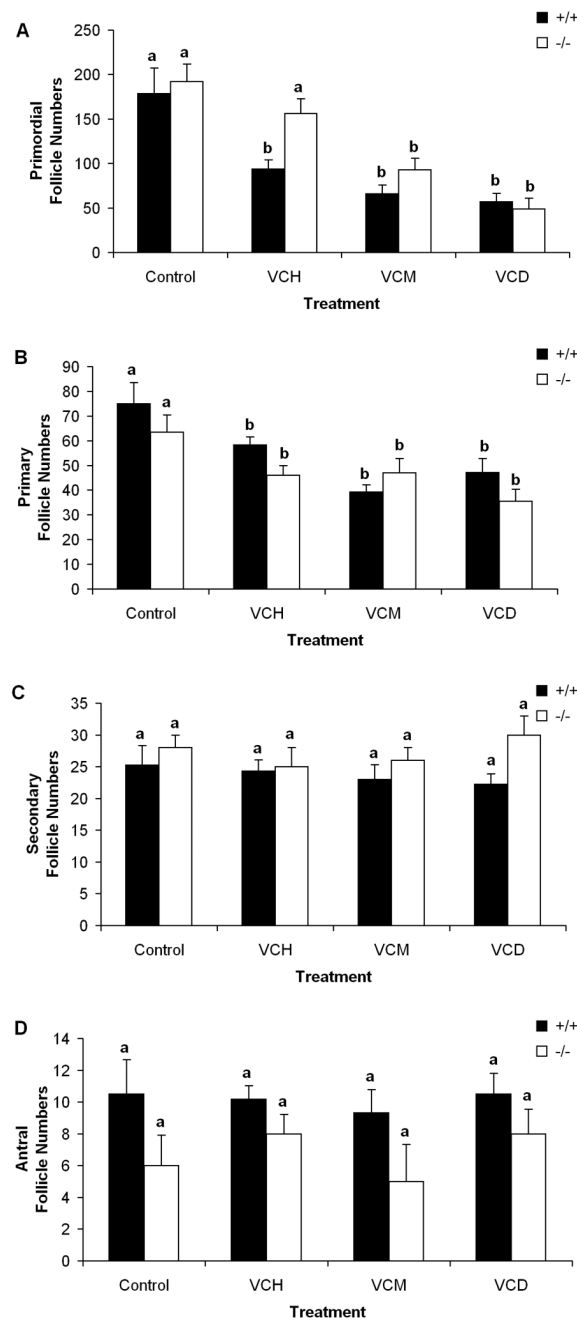 A
+/+
-/-
250
200
150
100
50
0
Primordial
Follicle Numbers
a a a
b b b b b
Control VCH VCM VCD
Treatment
B
+/+
-/-
90
80
70
60
50
40
30
20
10
0
Primary
Follicle Numbers
a a b b b b b b
Control VCH VCM VCD
Treatment
C
+/+
-/-
35
30
25
20
15
10
5
0
Secondary
Follicle Numbers
a a a a a a a a
Control VCH VCM VCD
Treatment
D
+/+
-/-
14
12
10
8
6
4
2
0
Antral
Follicle Numbers
a a a a a a a a
Control VCH VCM VCD
Treatment